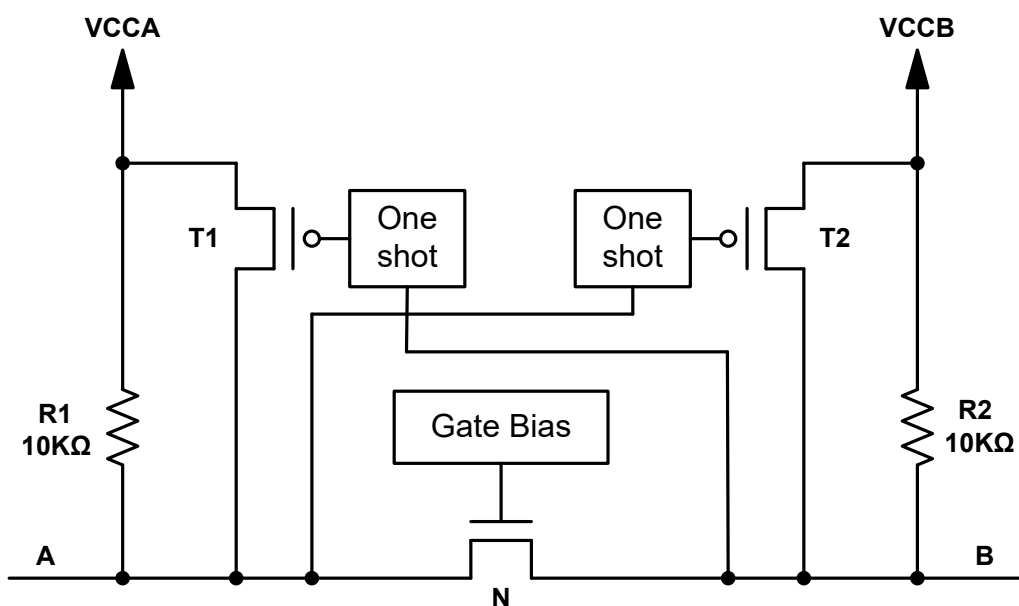 VCCA
VCCB
T1
One
shot
One
shot
T2
R1
10KΩ
Gate Bias
R2
10KΩ
A
B
N